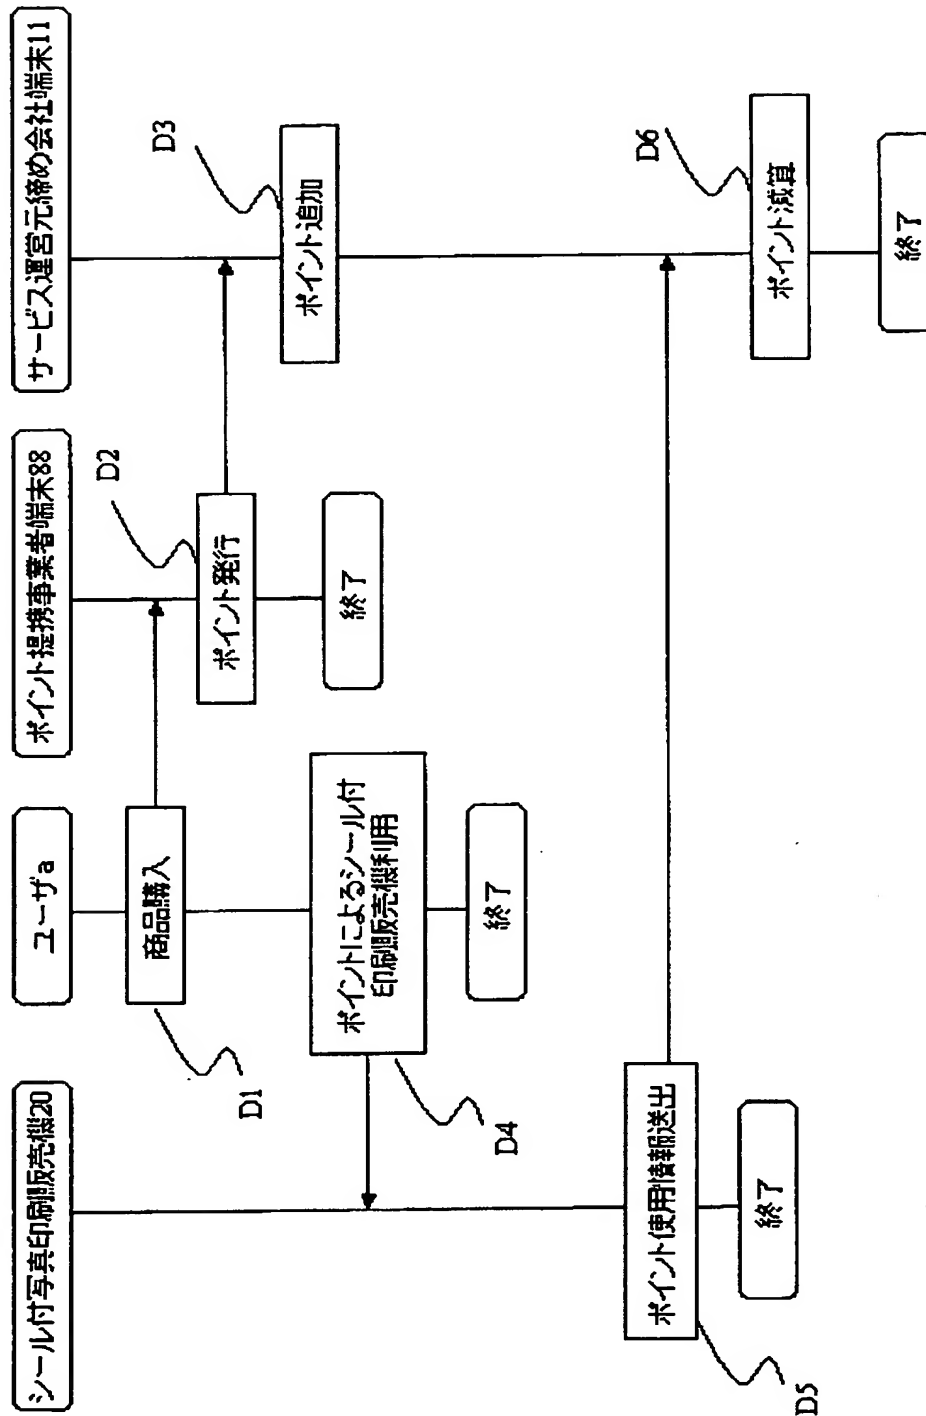 シール付写真印刷販売機20
ユーザa
ポイント提携事業者端末88
サービス運営元締め会社端末11
商品購入
D1
ポイント発行
D2
ポイント追加
D3
終了
ポイントによるシール付
印刷販売機利用
D4
終了
ポイント使用情報送出
D5
ポイント減算
D6
終了
終了